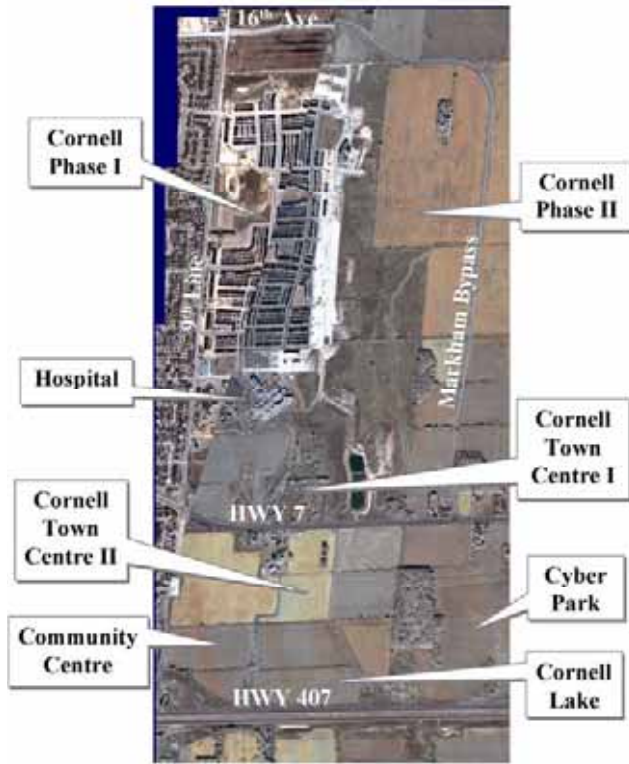 16th Ave
Cornell
Phase I
Cornell
Phase II
9th Line
Markham Bypass
Hospital
Cornell
Town
Centre I
HWY 7
Cornell
Town
Centre II
Cyber
Park
Community
Centre
HWY 407
Cornell
Lake